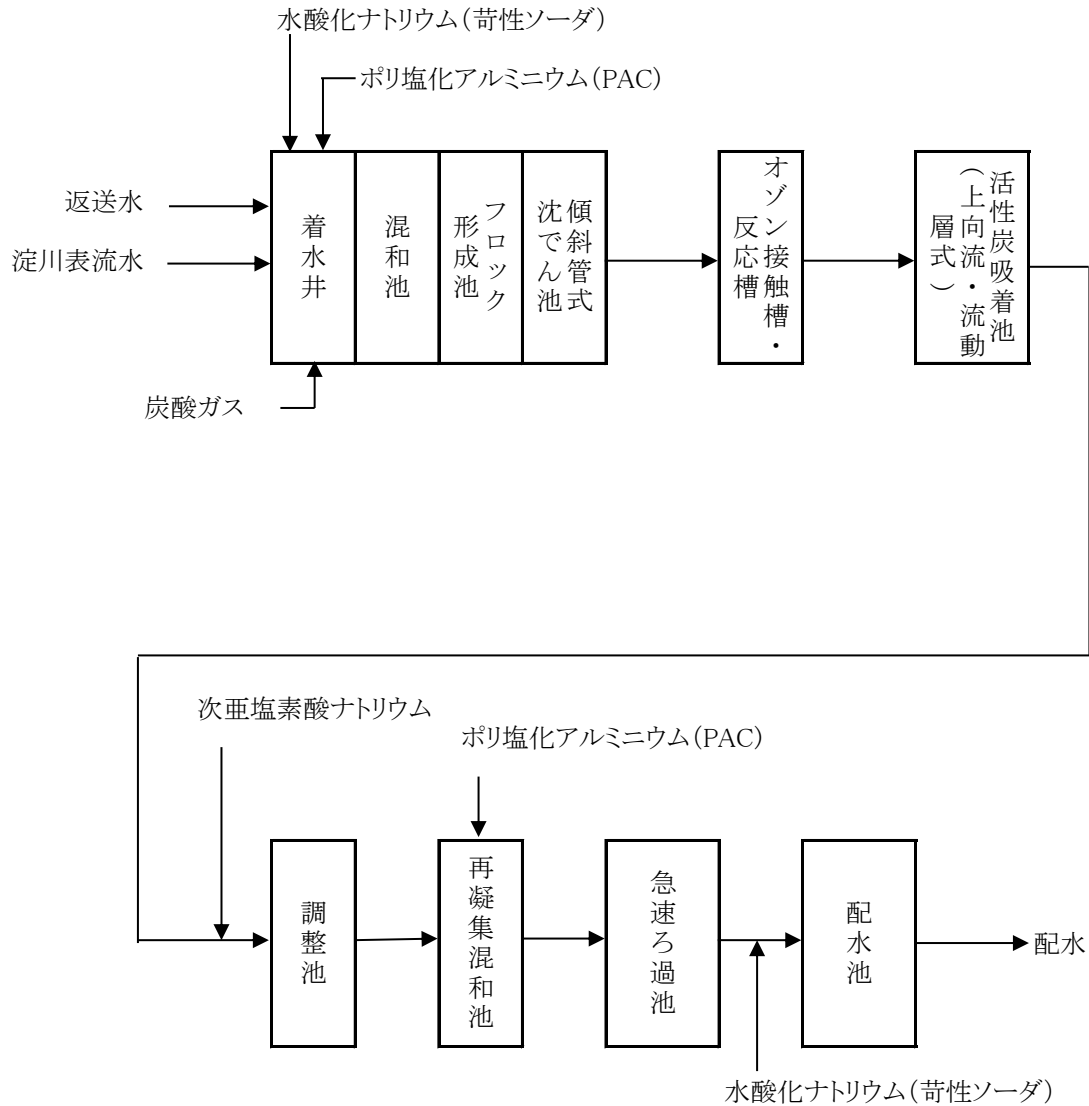 水酸化ナトリウム(苛性ソーダ)
ポリ塩化アルミニウム(PAC)
返送水
淀川表流水
着水井
混和池
フロック
形成池
傾斜管式
沈でん池
オゾン接触槽・
反応槽
活性炭吸着池
(上向流・流動
層式)
炭酸ガス
次亜塩素酸ナトリウム
ポリ塩化アルミニウム(PAC)
調整池
再凝集混和池
急速ろ過池
配水池
配水
水酸化ナトリウム(苛性ソーダ)